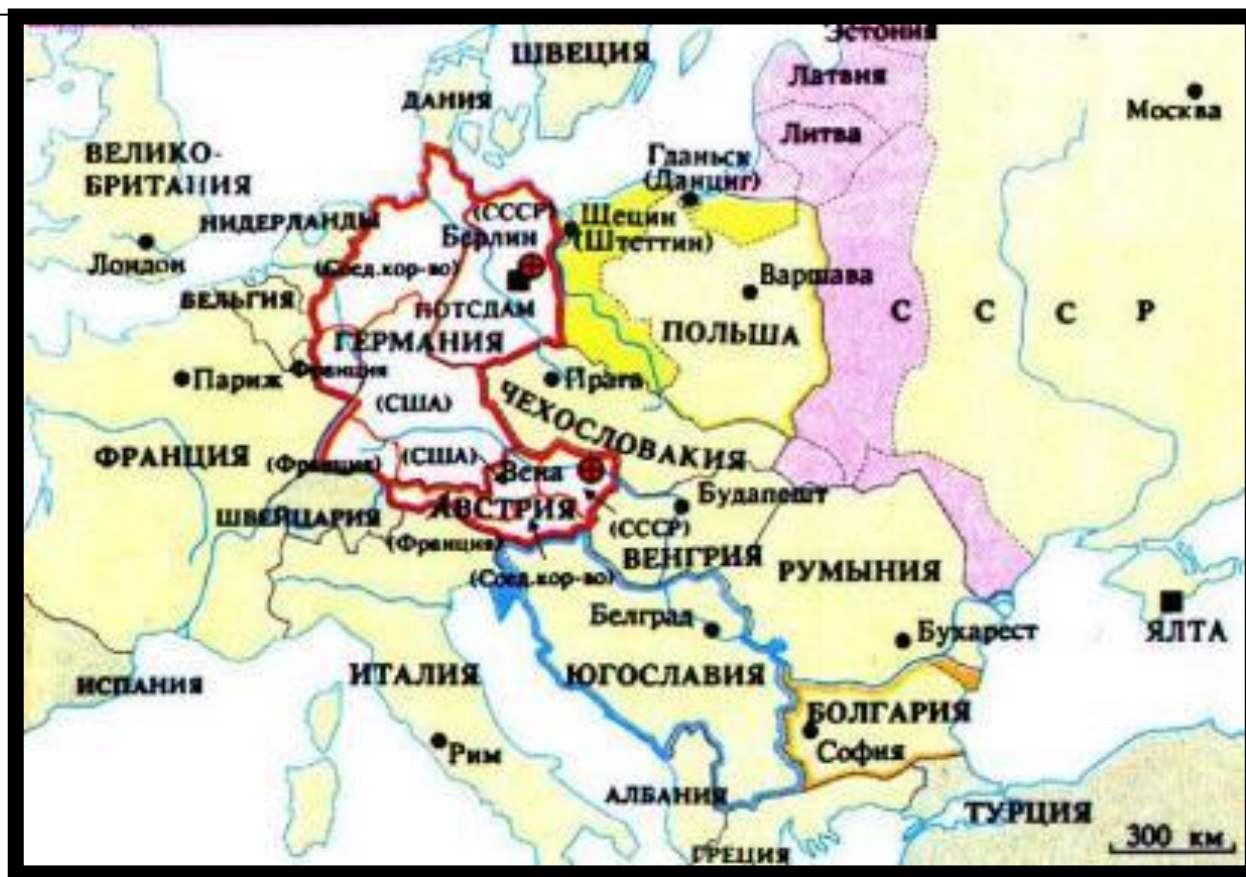 Эстония
ШВЕЦИЯ
Латвия
ДАНИЯ
Москва
Литва
ВЕЛИКО-
БРИТАНИЯ
Гданьск
(Данциг)
НИДЕРЛАНДЫ
(СССР)
Щецин
(Штеттин)
Берлин
Лондон
(Соед.кор-во)
Варшава
БЕЛЬГИЯ
ПОТСДАМ
С С С Р
ПОЛЬША
ГЕРМАНИЯ
Франция
Париж
Прага
(США)
ЧЕХОСЛОВАКИЯ
ФРАНЦИЯ
(Франция)
(США)
Вена
Будапешт
АВСТРИЯ
ШВЕЙЦАРИЯ
(СССР)
(Франция)
ВЕНГРИЯ
РУМЫНИЯ
(Соед.кор-во)
Белград
Бухарест
ЯЛТА
ИТАЛИЯ
ЮГОСЛАВИЯ
ИСПАНИЯ
БОЛГАРИЯ
София
Рим
АЛБАНИЯ
ТУРЦИЯ
300 км
ГРЕЦИЯ